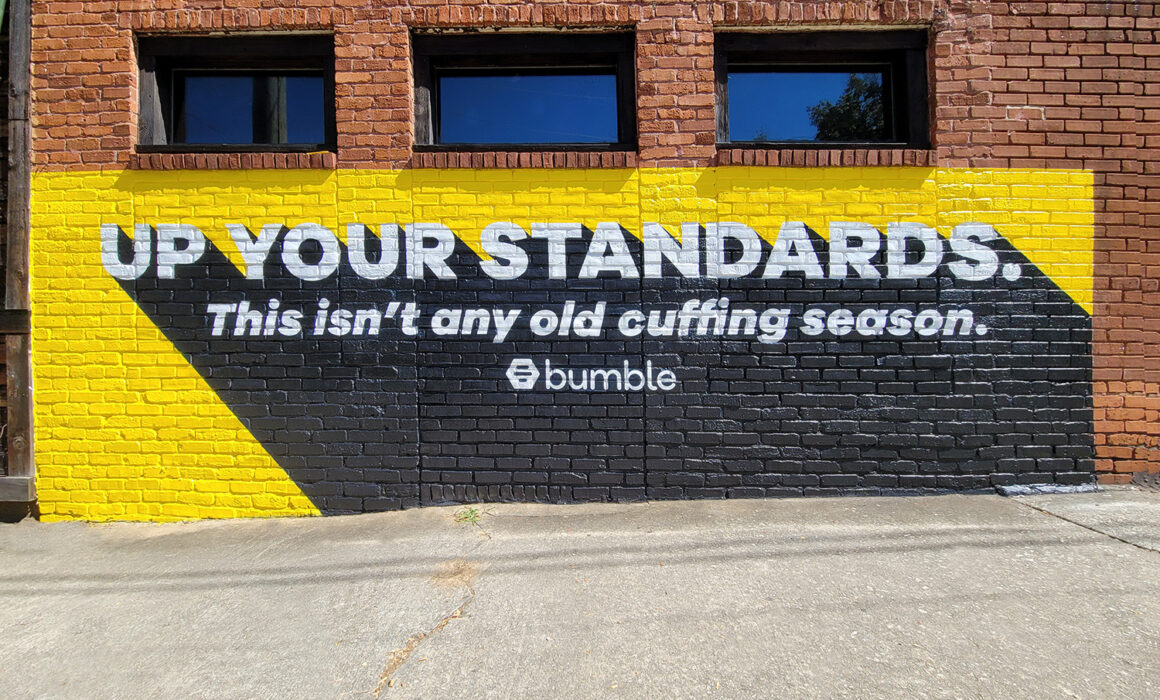 UP YOUR STANDARDS.
This isn't any old cuffing season.
bumble